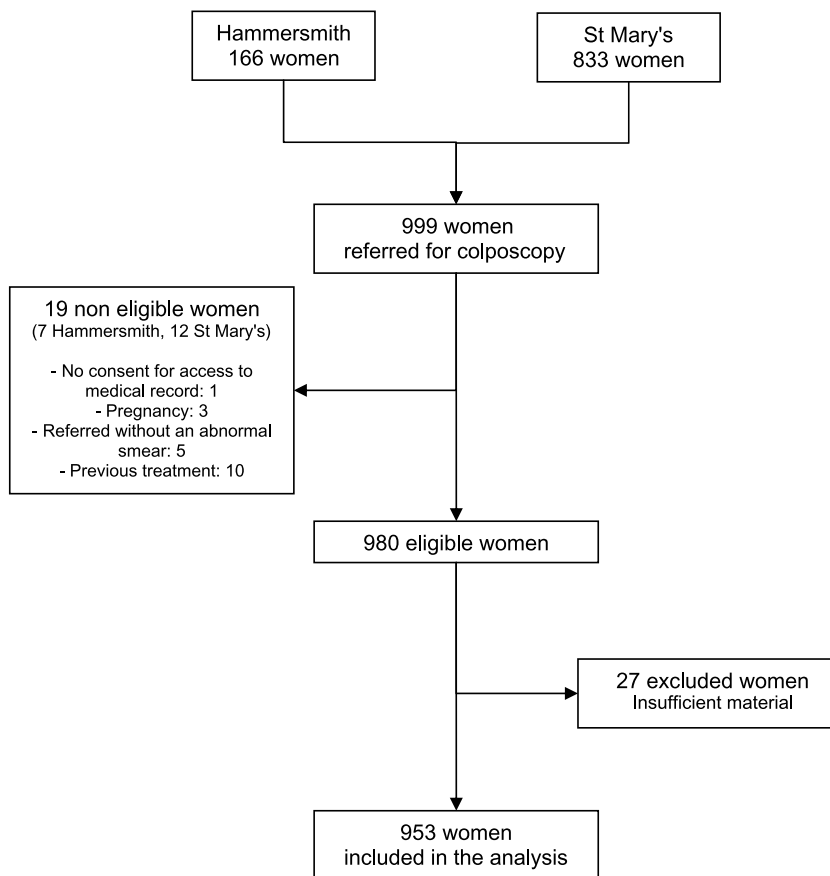 Hammersmith
166 women
St Mary's
833 women
999 women
referred for colposcopy
19 non eligible women
(7 Hammersmith, 12 St Mary's)
- No consent for access to
medical record: 1
- Pregnancy: 3
- Referred without an abnormal
smear: 5
- Previous treatment: 10
980 eligible women
27 excluded women
Insufficient material
953 women
included in the analysis